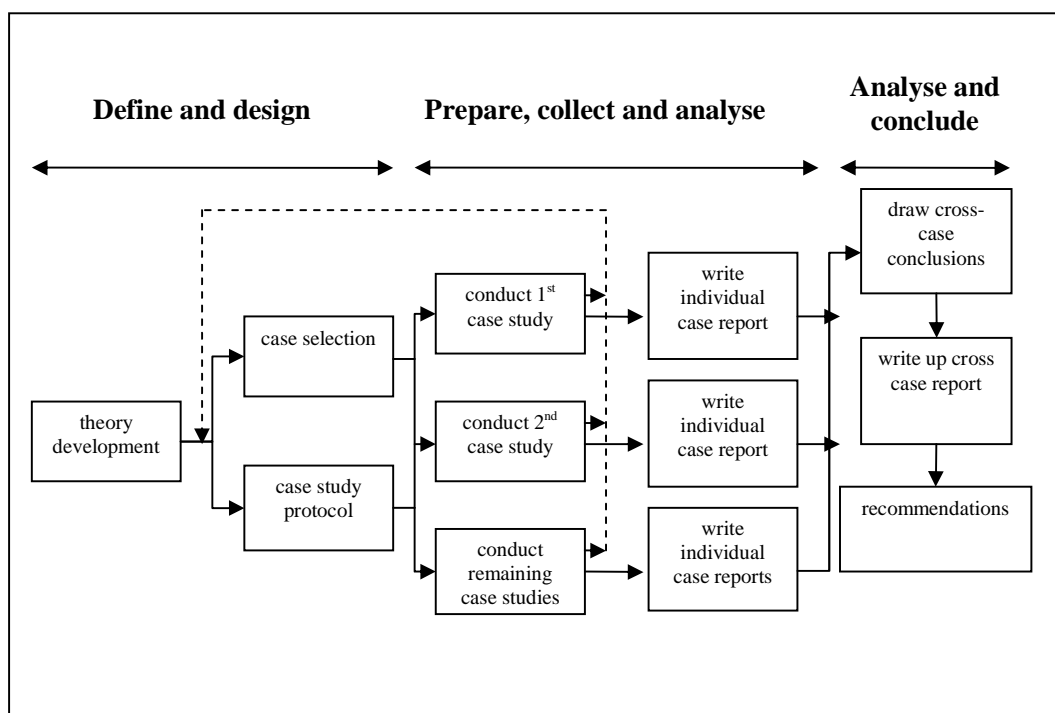 Define and design
Prepare, collect and analyse
Analyse and
conclude
theory
development
case selection
case study
protocol
conduct 1st
case study
conduct 2nd
case study
conduct
remaining
case studies
write
individual
case report
write
individual
case report
write
individual
case reports
draw cross-
case
conclusions
write up cross
case report
recommendations